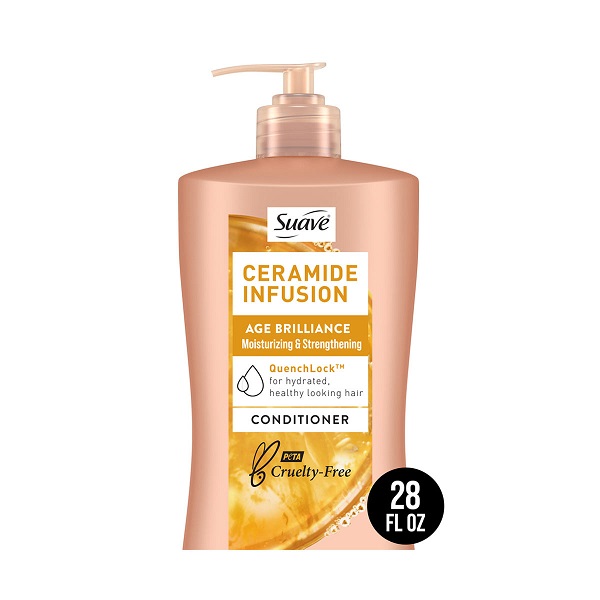 Suave
CERAMIDE
INFUSION
AGE BRILLIANCE
Moisturizing & Strengthening
QuenchLock™
for hydrated,
healthy looking hair
CONDITIONER
PETA
Cruelty-Free
28
FL OZ